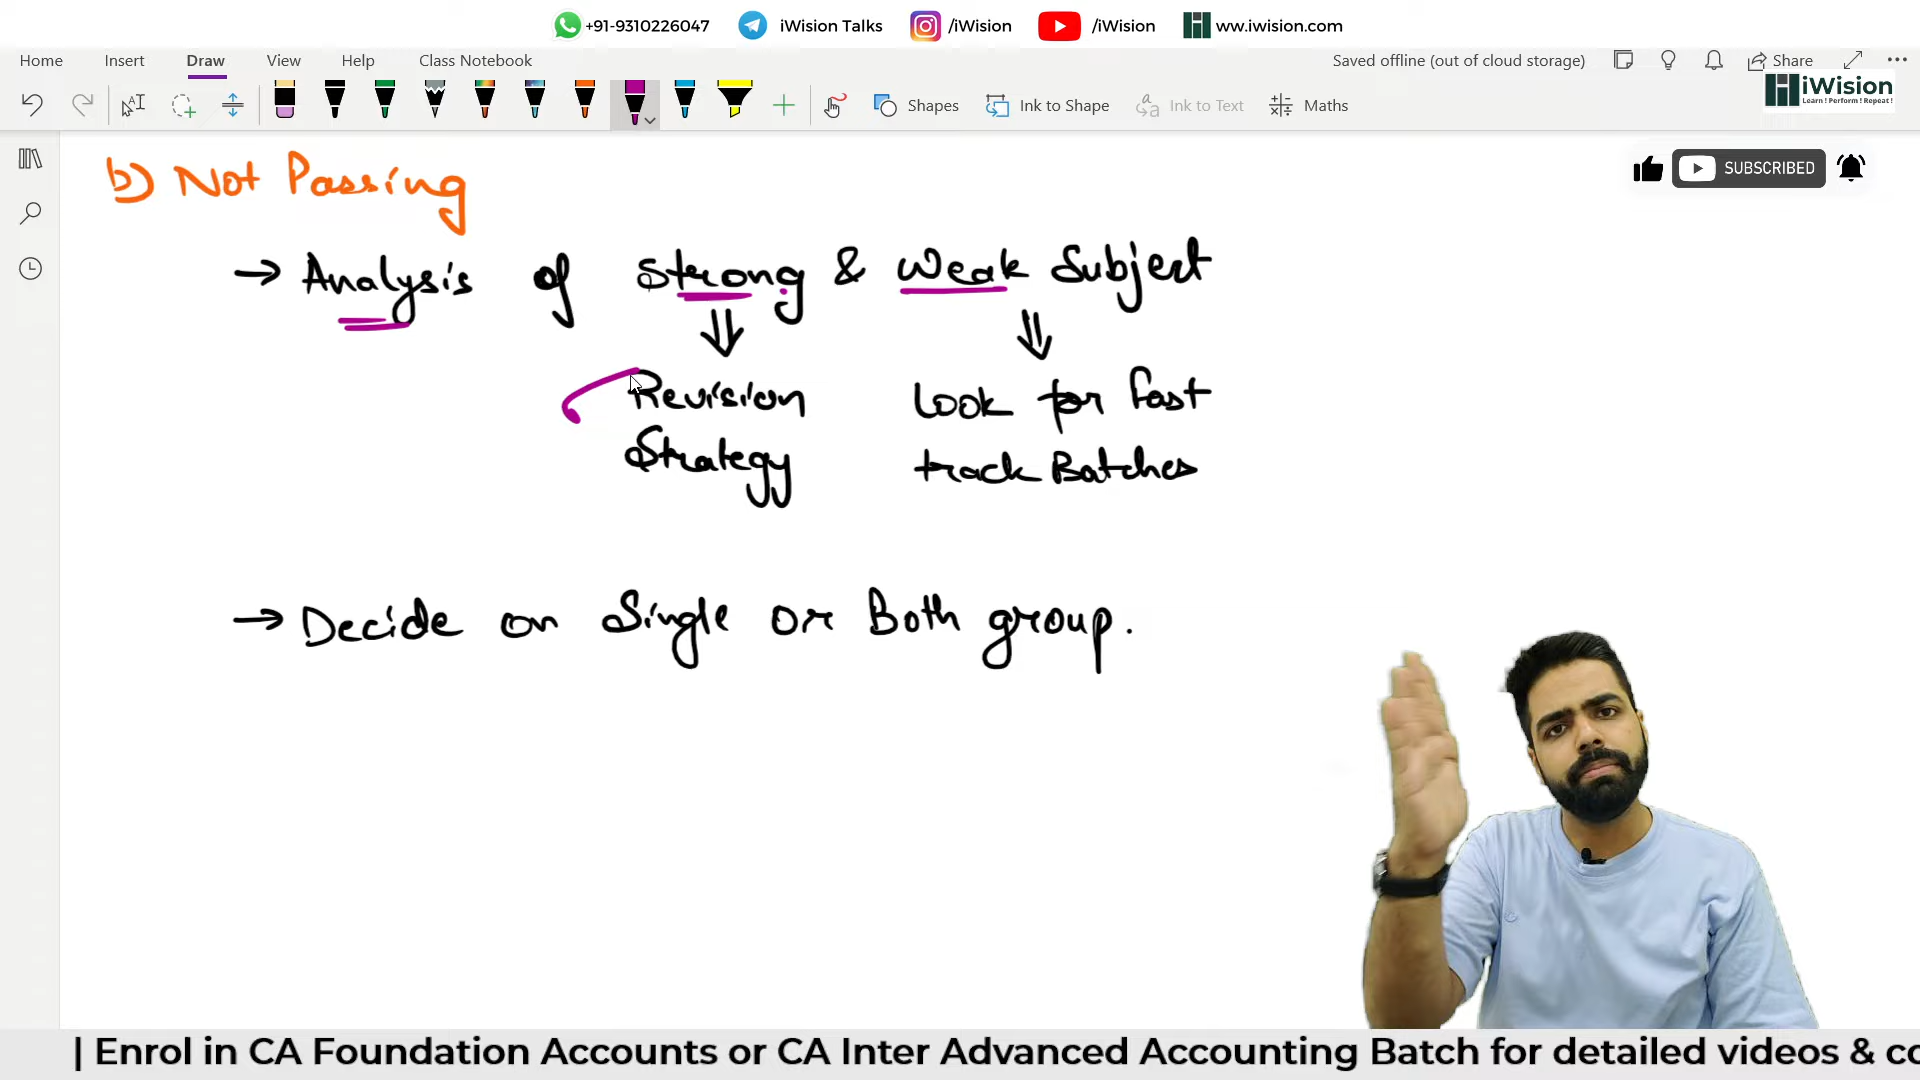 +91-9310226047 iWision Talks /iWision /iWision ww.iwision.com
Home Insert Draw View Help Class Notebook Saved offline (out of cloud storage) Share
Shapes Ink to Shape Ink to Text Maths
iWision
Learn ! Perform ! Repeat !
SUBSCRIBED
b) Not Passing
→ Analysis of Strong & Weak Subject
Revision Look for Fast
Strategy track Batches
→ Decide on Single or Both group.
| Enrol in CA Foundation Accounts or CA Inter Advanced Accounting Batch for detailed videos & co